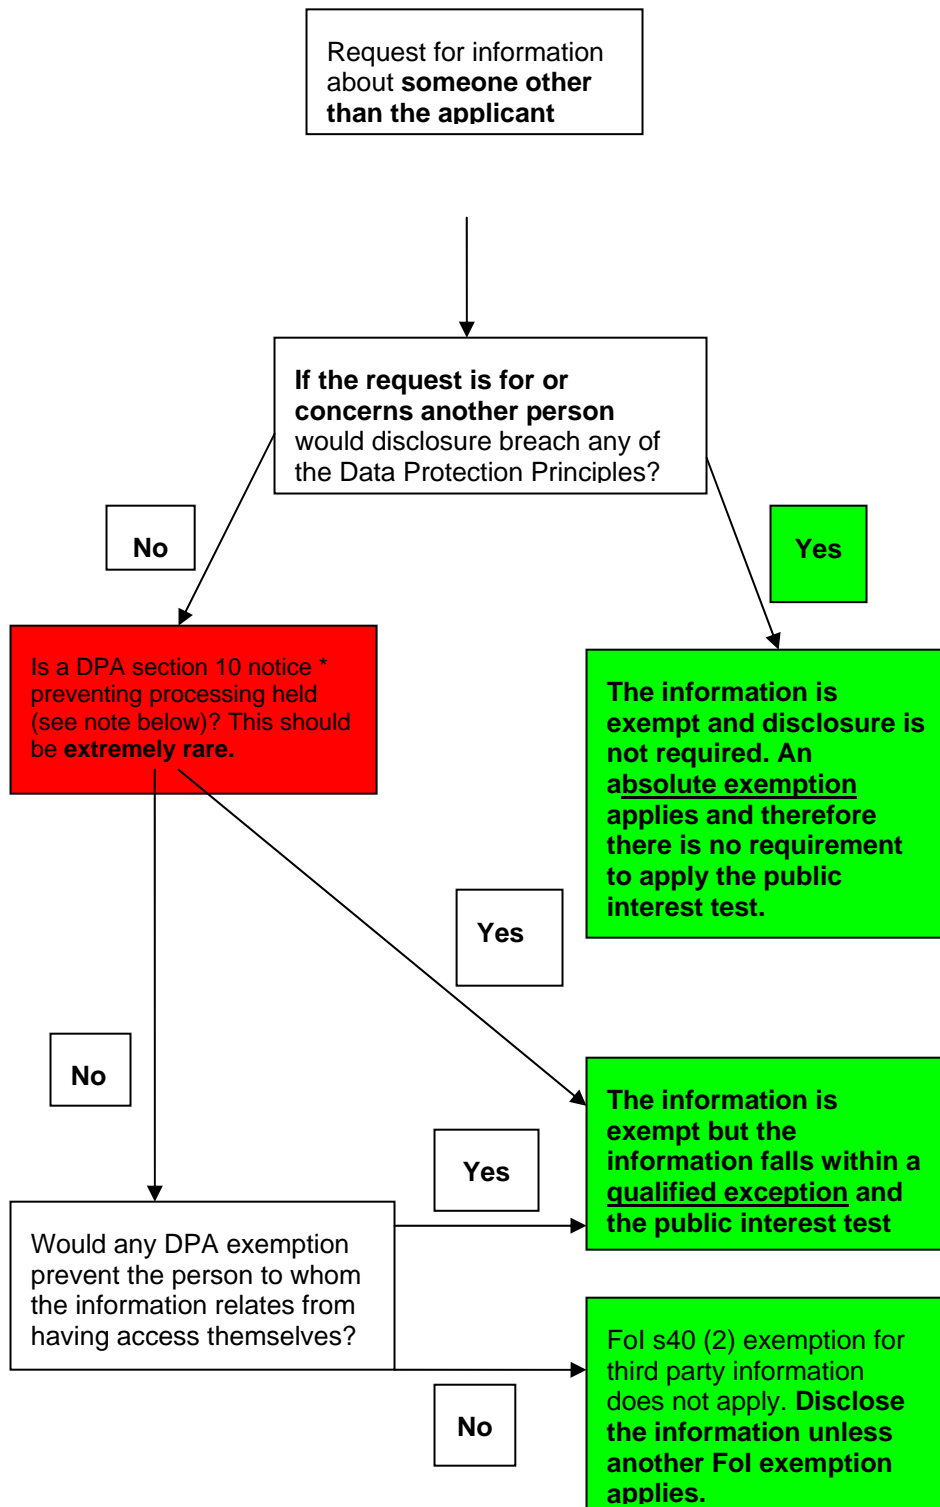 Request for information
about someone other
than the applicant
If the request is for or
concerns another person
would disclosure breach any of
the Data Protection Principles?
No
Yes
Is a DPA section 10 notice *
preventing processing held
(see note below)? This should
be extremely rare.
The information is
exempt and disclosure is
not required. An
absolute exemption
applies and therefore
there is no requirement
to apply the public
interest test.
Yes
No
The information is
exempt but the
information falls within a
qualified exception and
the public interest test
Yes
Would any DPA exemption
prevent the person to whom
the information relates from
having access themselves?
No
FoI s40 (2) exemption for
third party information
does not apply. Disclose
the information unless
another FoI exemption
applies.